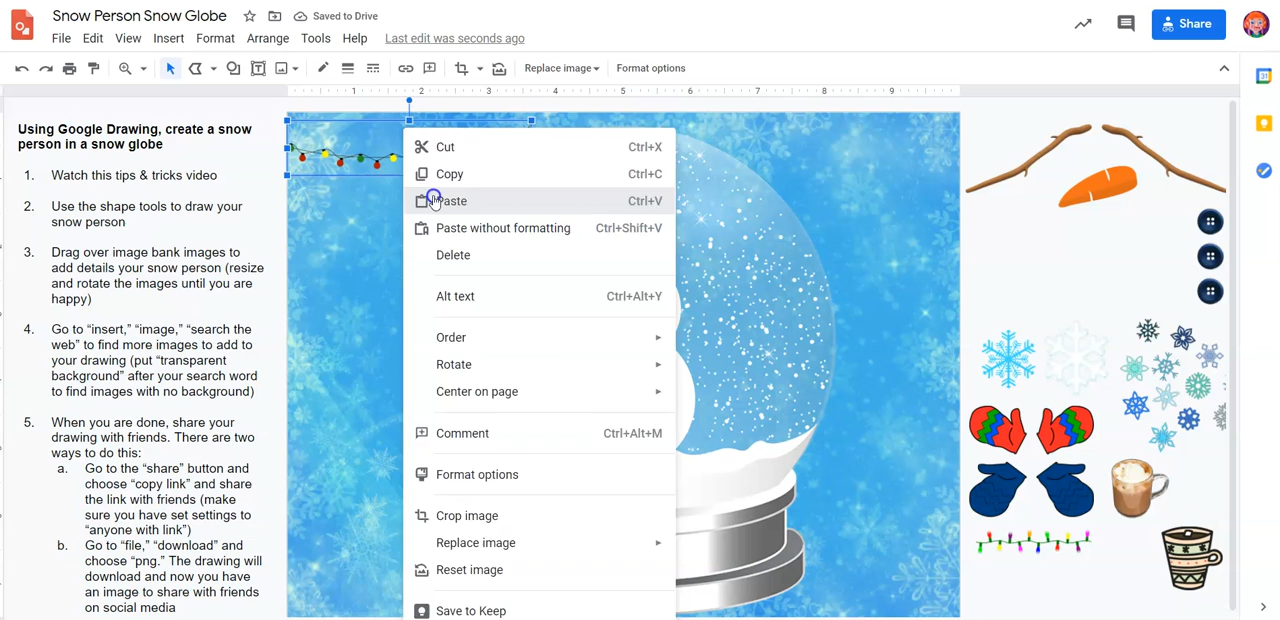 Snow Person Snow Globe
Saved to Drive
Share
File Edit View Insert Format Arrange Tools Help Last edit was seconds ago
Replace image Format options
1 2 3 4 5 6 7 8 9
31
Using Google Drawing, create a snow
person in a snow globe
1. Watch this tips & tricks video
2. Use the shape tools to draw your
snow person
3. Drag over image bank images to
add details your snow person (resize
and rotate the images until you are
happy)
4. Go to “insert,” “image,” “search the
web” to find more images to add to
your drawing (put “transparent
background” after your search word
to find images with no background)
5. When you are done, share your
drawing with friends. There are two
ways to do this:
a. Go to the “share” button and
choose “copy link” and share
the link with friends (make
sure you have set settings to
“anyone with link”)
b. Go to “file,” “download” and
choose “png.” The drawing will
download and now you have
an image to share with friends
on social media
Cut Ctrl+X
Copy Ctrl+C
Paste Ctrl+V
Paste without formatting Ctrl+Shift+V
Delete
Alt text Ctrl+Alt+Y
Order
Rotate
Center on page
Comment Ctrl+Alt+M
Format options
Crop image
Replace image
Reset image
Save to Keep